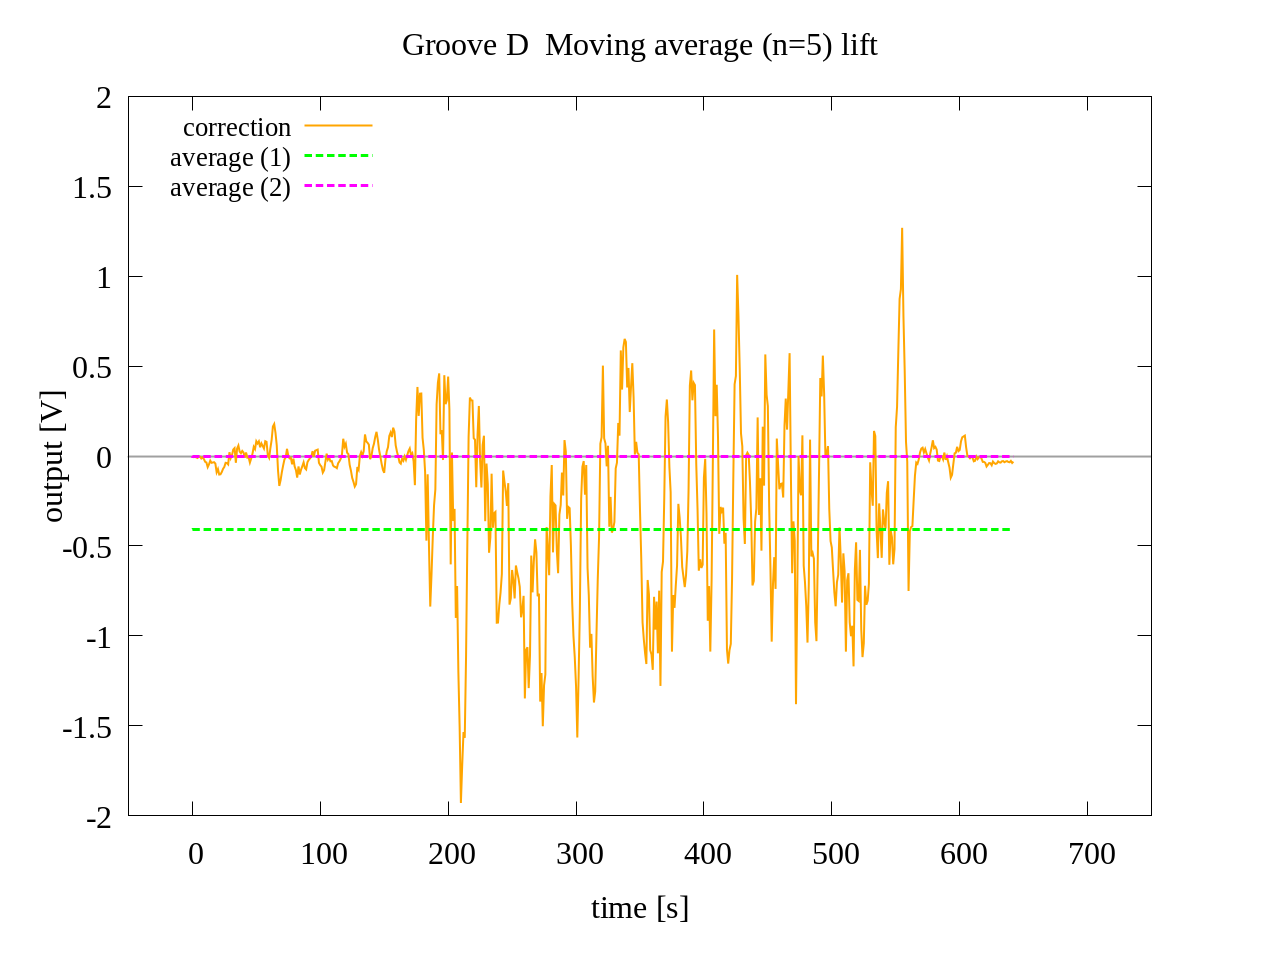 Groove D  Moving average (n=5) lift
2
correction
average (1)
average (2)
1.5
1
0.5
0
-0.5
-1
-1.5
-2
output [V]
0 100 200 300 400 500 600 700
time [s]